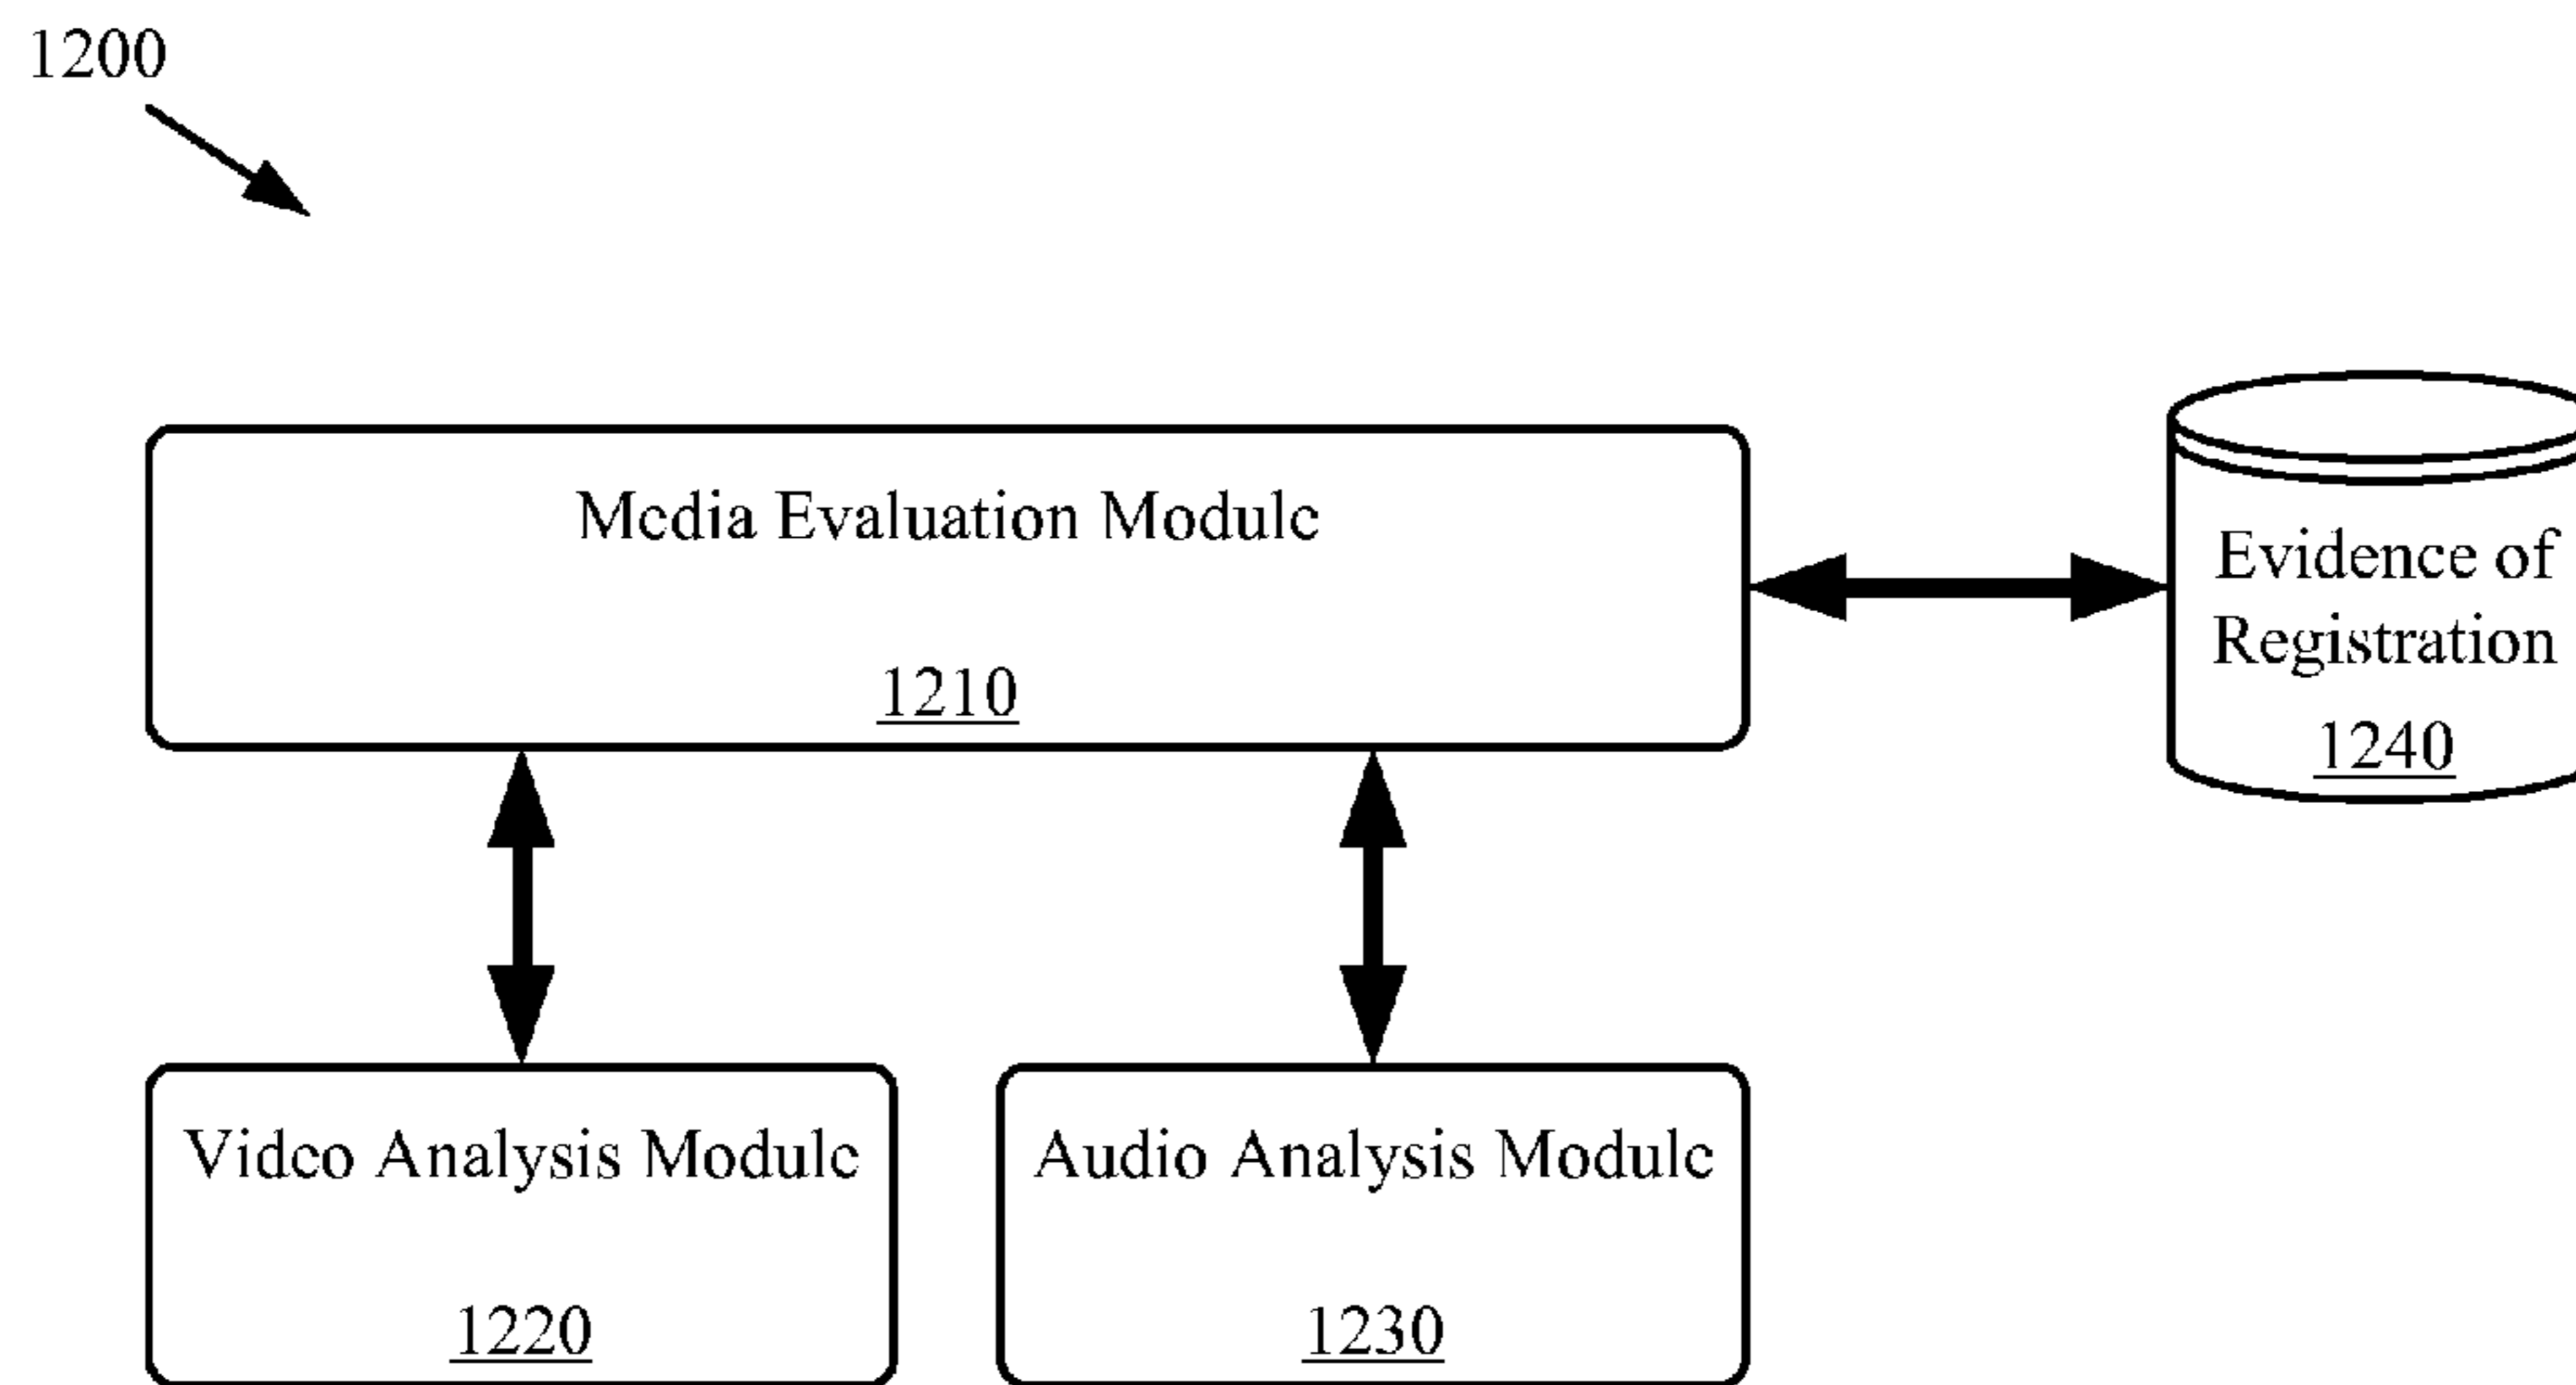 1200
Media Evaluation Module
1210
Evidence of
Registration
1240
Video Analysis Module
1220
Audio Analysis Module
1230